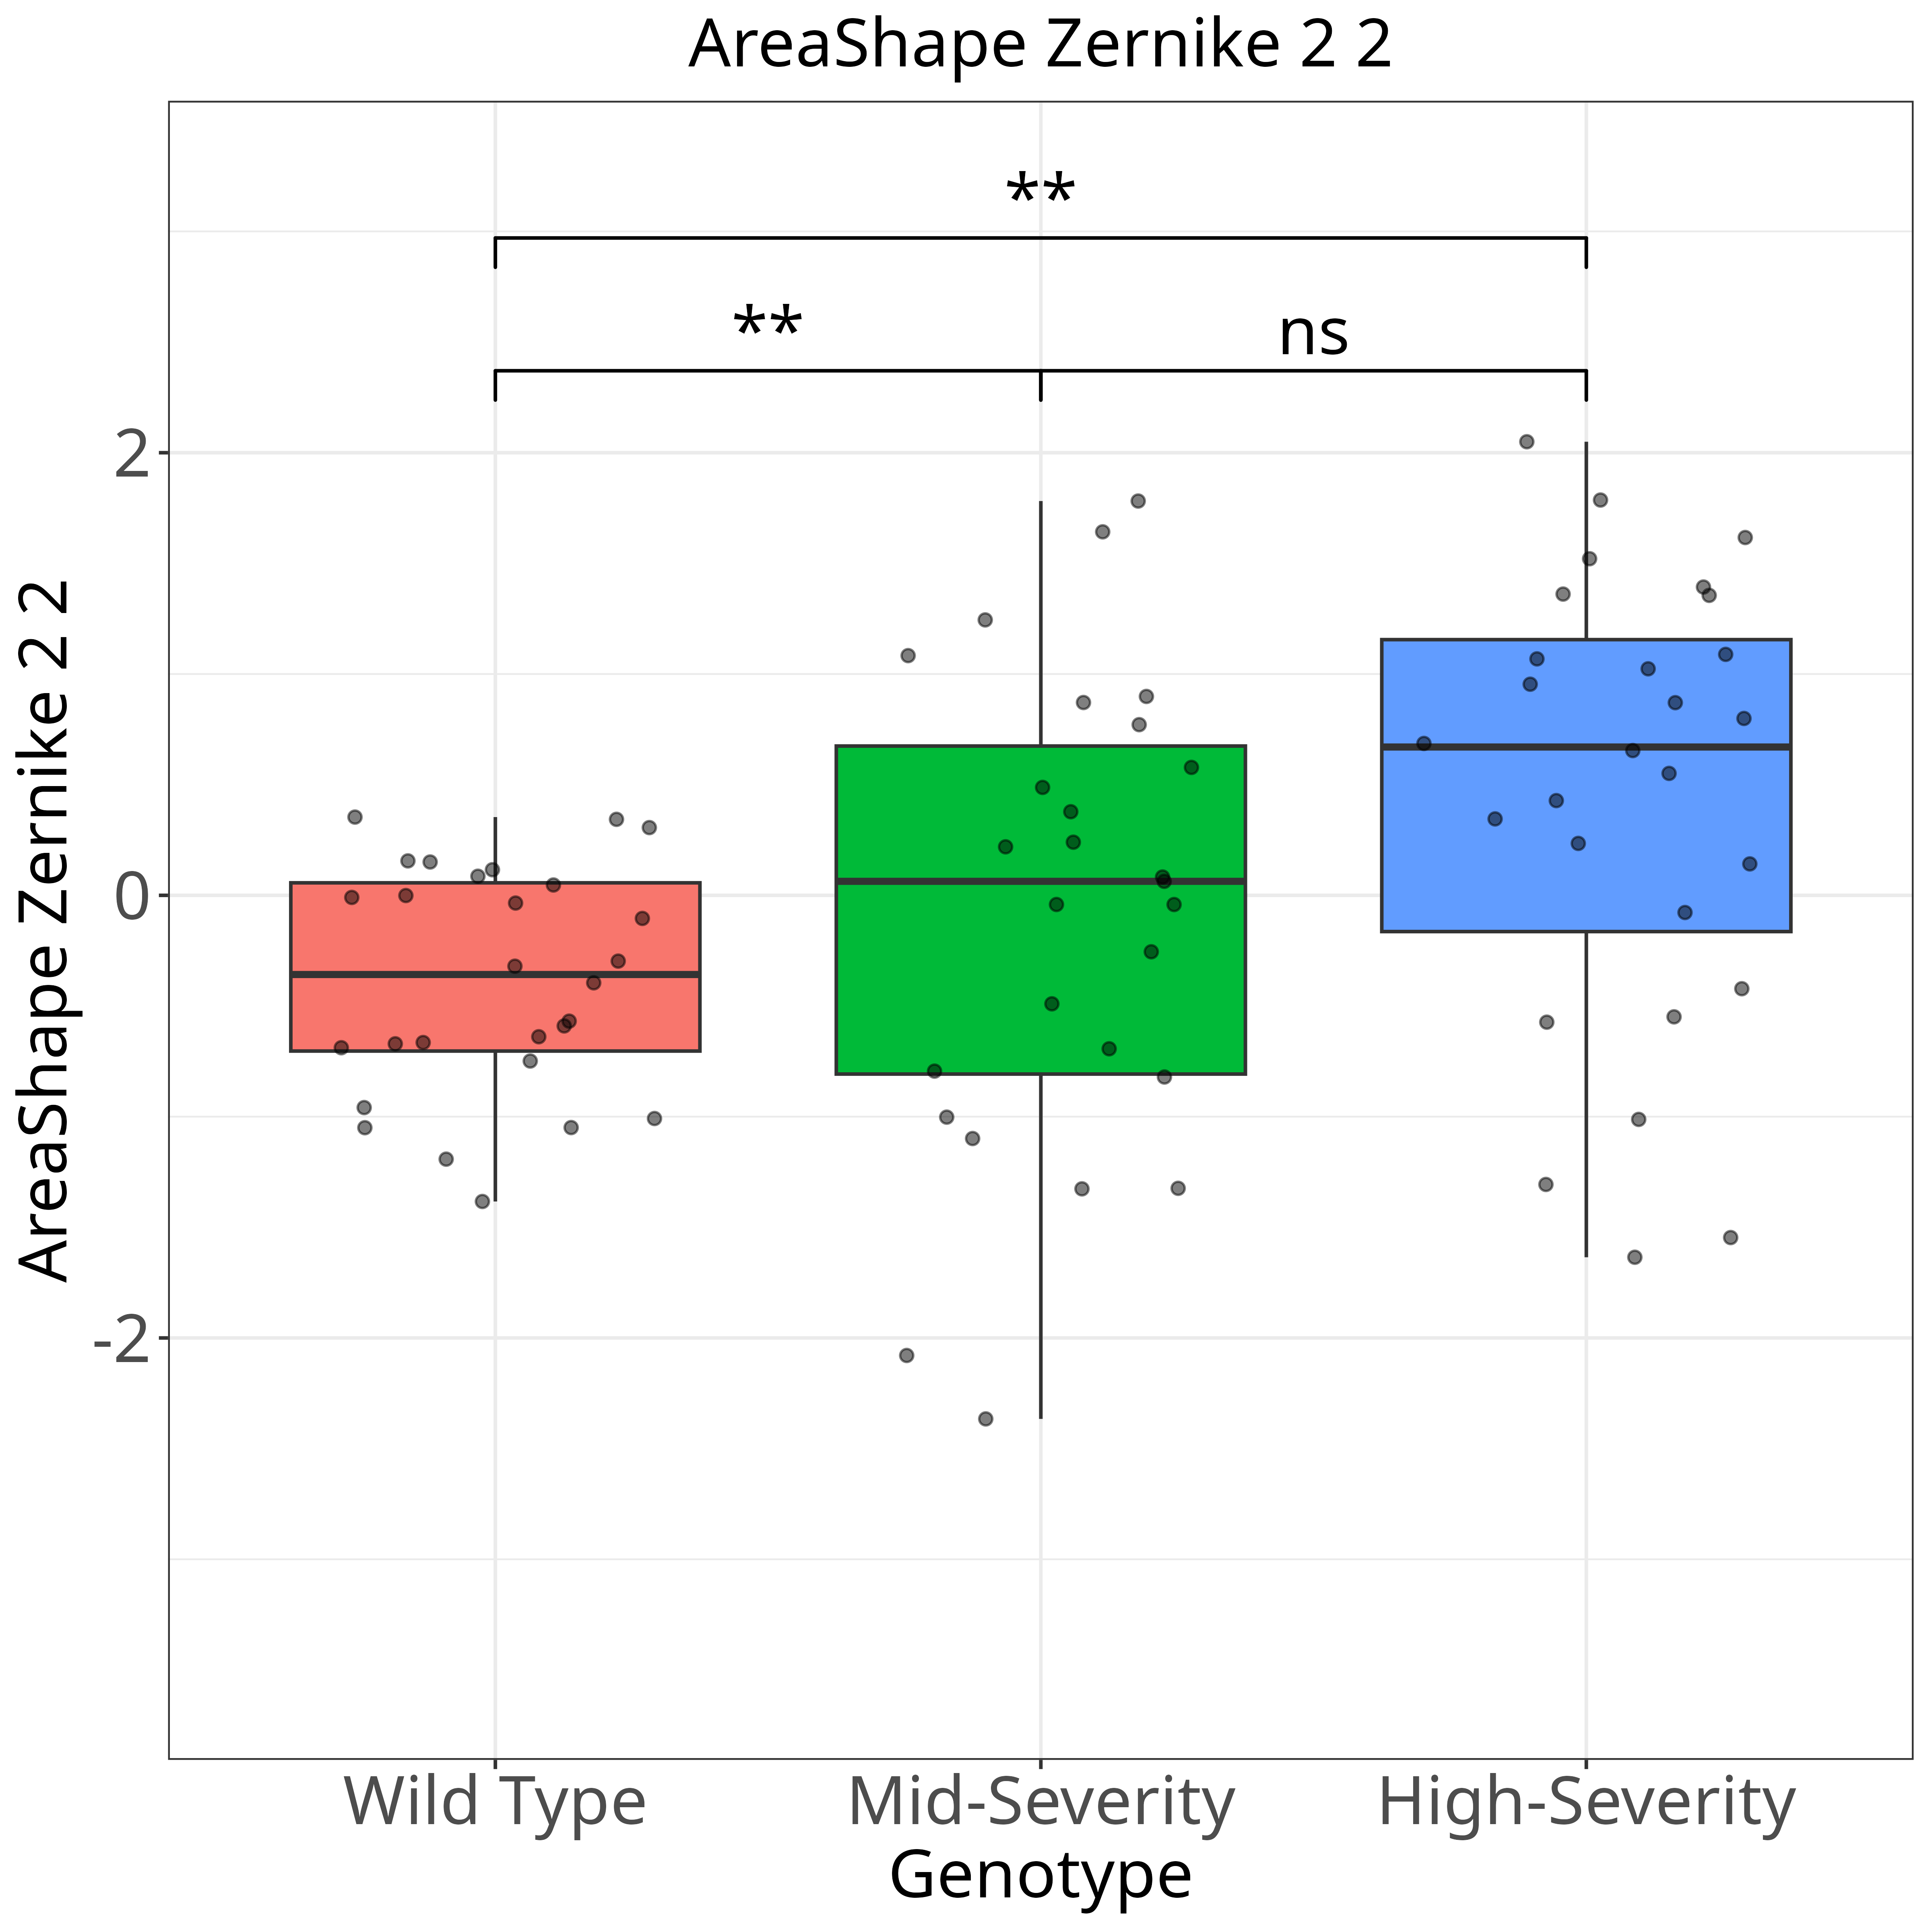 AreaShape Zernike 2 2
**
**
ns
AreaShape Zernike 2 2
2
0
-2
Wild Type
Mid-Severity
High-Severity
Genotype